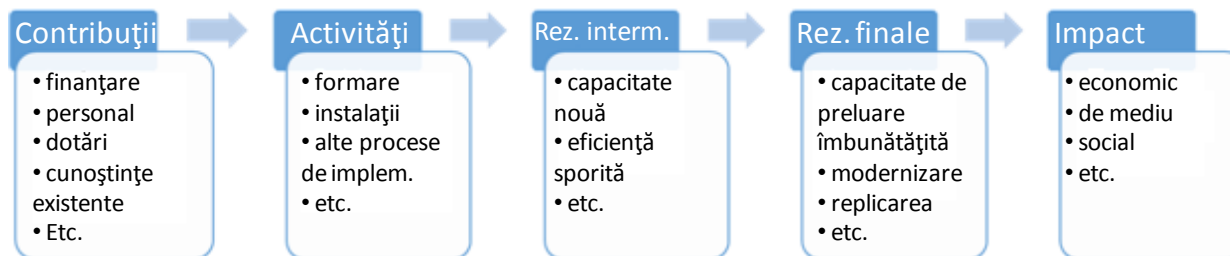 Contribuţii
• finanţare
• personal
• dotări
• cunoştinţe
existente
• Etc.
Activităţi
• formare
• instalaţii
• alte procese
de implem.
• etc.
Rez. interm.
• capacitate
nouă
• eficienţă
sporită
• etc.
Rez. finale
• capacitate de
preluare
îmbunătăţită
• modernizare
• replicarea
• etc.
Impact
• economic
• de mediu
• social
• etc.